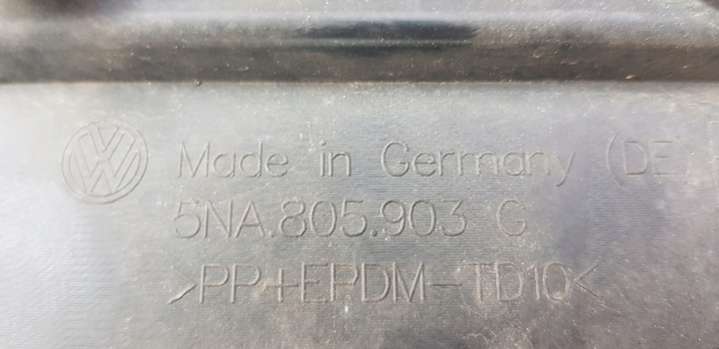 Made in Germany (DE)
5NA.805.903 G
>PP+EPDM-TD10<